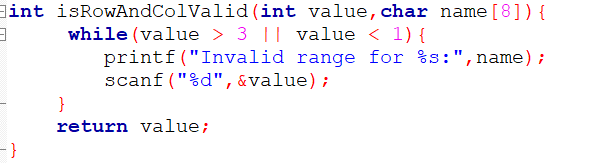 int isRowAndColValid(int value,char name[8]){
while(value > 3 || value < 1){
printf("Invalid range for %s:",name);
scanf("%d",&value);
}
return value;
}